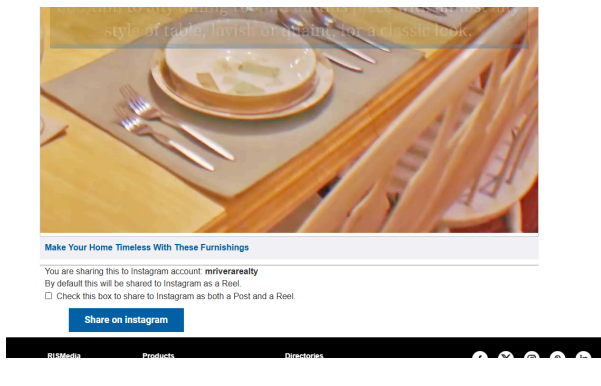 style of table, lavish or quaint, for a classic look.
Make Your Home Timeless With These Furnishings
You are sharing this to Instagram account: mriverarealty
By default this will be shared to Instagram as a Reel.
Check this box to share to Instagram as both a Post and a Reel.
Share on instagram
RISMedia Products Directories